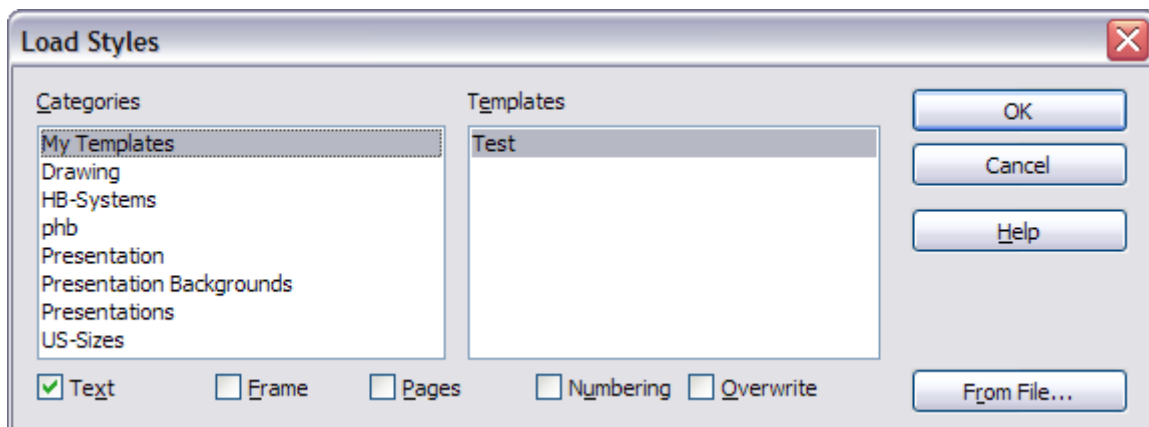 Load Styles
Categories
Templates
My Templates
Drawing
HB-Systems
phb
Presentation
Presentation Backgrounds
Presentations
US-Sizes
Test
OK
Cancel
Help
Text Frame Pages Numbering Overwrite
From File...